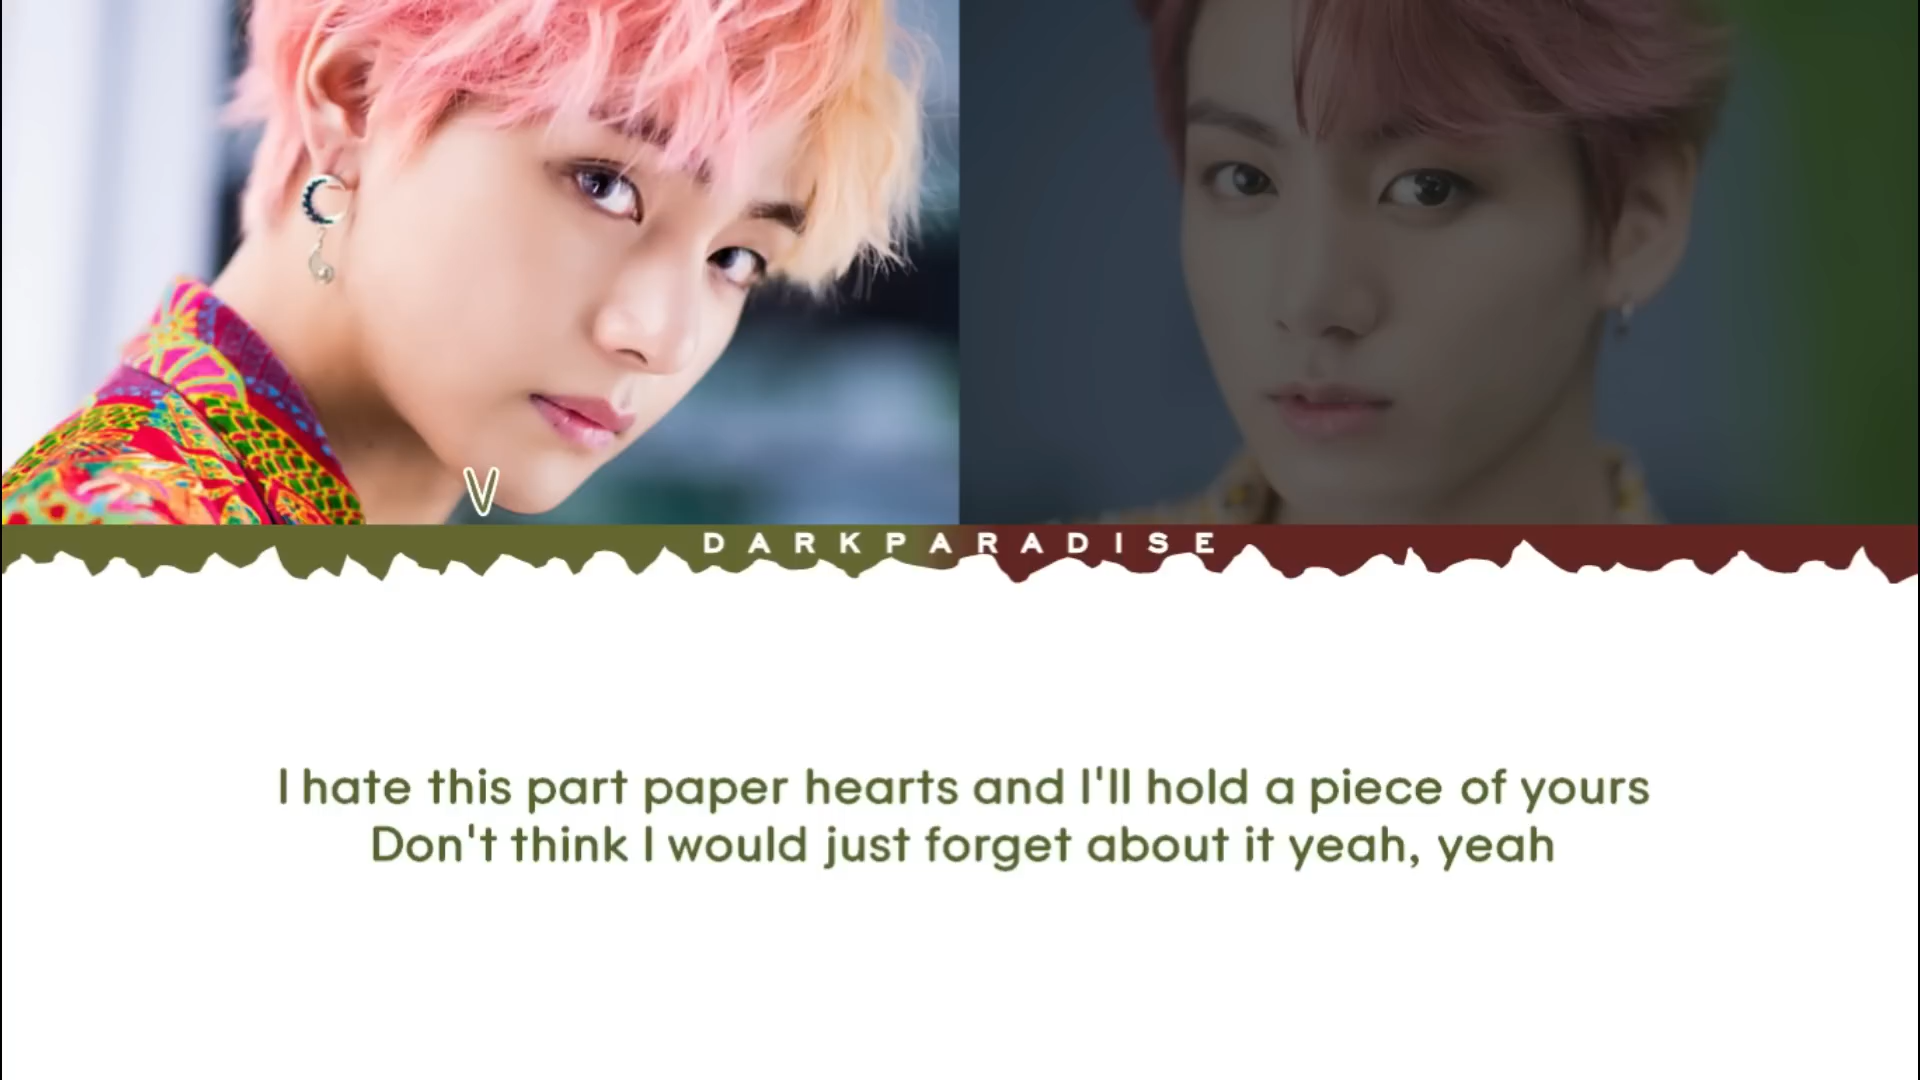 V
DARKPARADISE
I hate this part paper hearts and I'll hold a piece of yours
Don't think I would just forget about it yeah, yeah